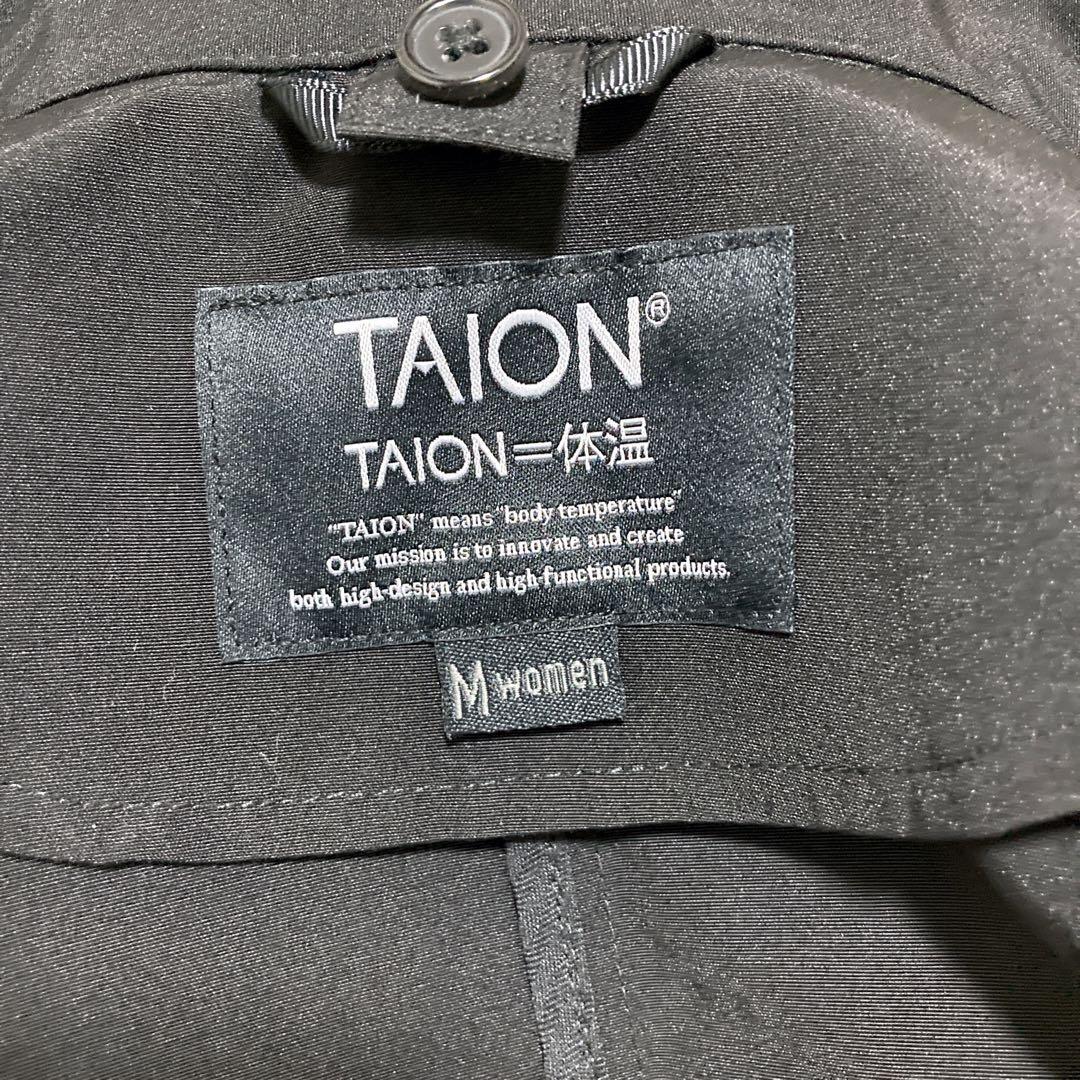 TAION®
TAION=体温
"TAION" means "body temperature"
Our mission is to innovate and create
both high-design and high-functional products.
M women